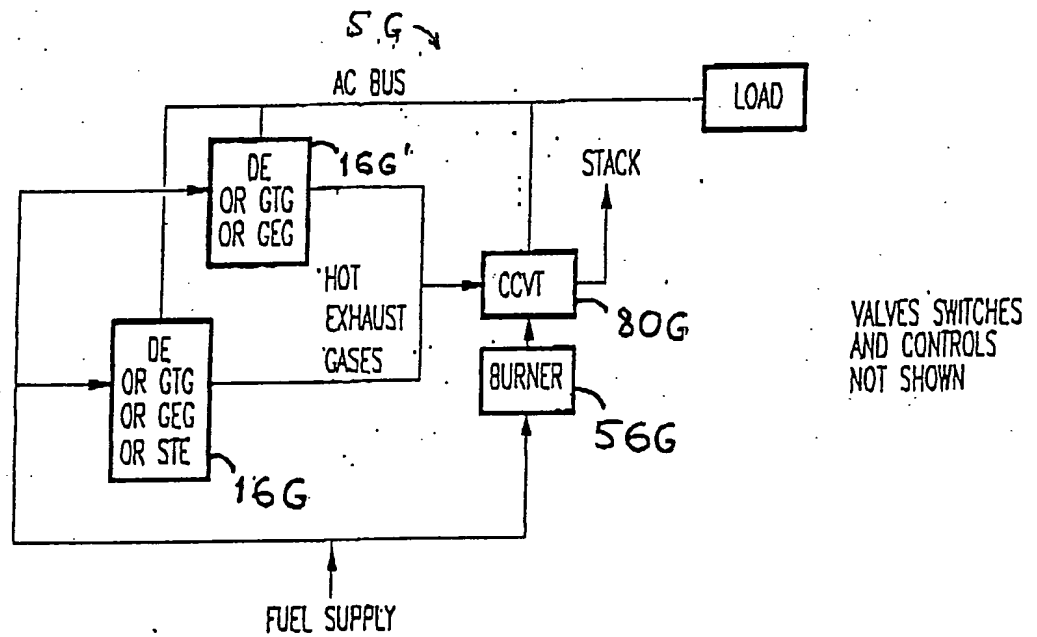 5.G
AC BUS
LOAD
DE
OR GTG
OR GEG
16G'
STACK
HOT
EXHAUST
GASES
CCVT
80G
VALVES SWITCHES
AND CONTROLS
NOT SHOWN
DE
OR GTG
OR GEG
OR STE
16G
BURNER
56G
FUEL SUPPLY